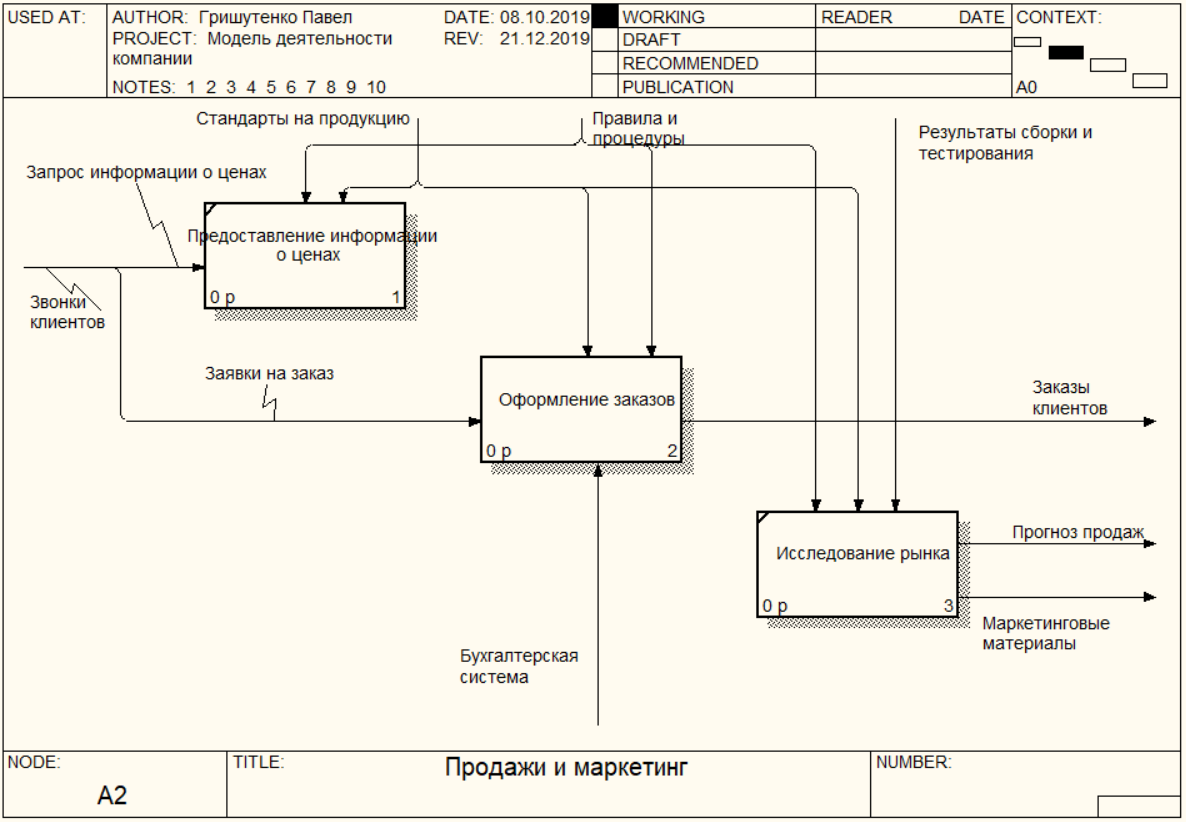 USED AT:
AUTHOR: Гришутенко Павел
DATE: 08.10.2019
WORKING
READER
DATE
CONTEXT:
PROJECT: Модель деятельности
REV: 21.12.2019
DRAFT
компании
RECOMMENDED
NOTES: 1 2 3 4 5 6 7 8 9 10
PUBLICATION
A0
Стандарты на продукцию
Правила и
процедуры
Результаты сборки и
тестирования
Запрос информации о ценах
Предоставление информации
о ценах
0 р
1
Звонки
клиентов
Заявки на заказ
Оформление заказов
0 р
2
Заказы
клиентов
Исследование рынка
0 р
3
Прогноз продаж
Маркетинговые
материалы
Бухгалтерская
система
NODE:
A2
TITLE:
Продажи и маркетинг
NUMBER: